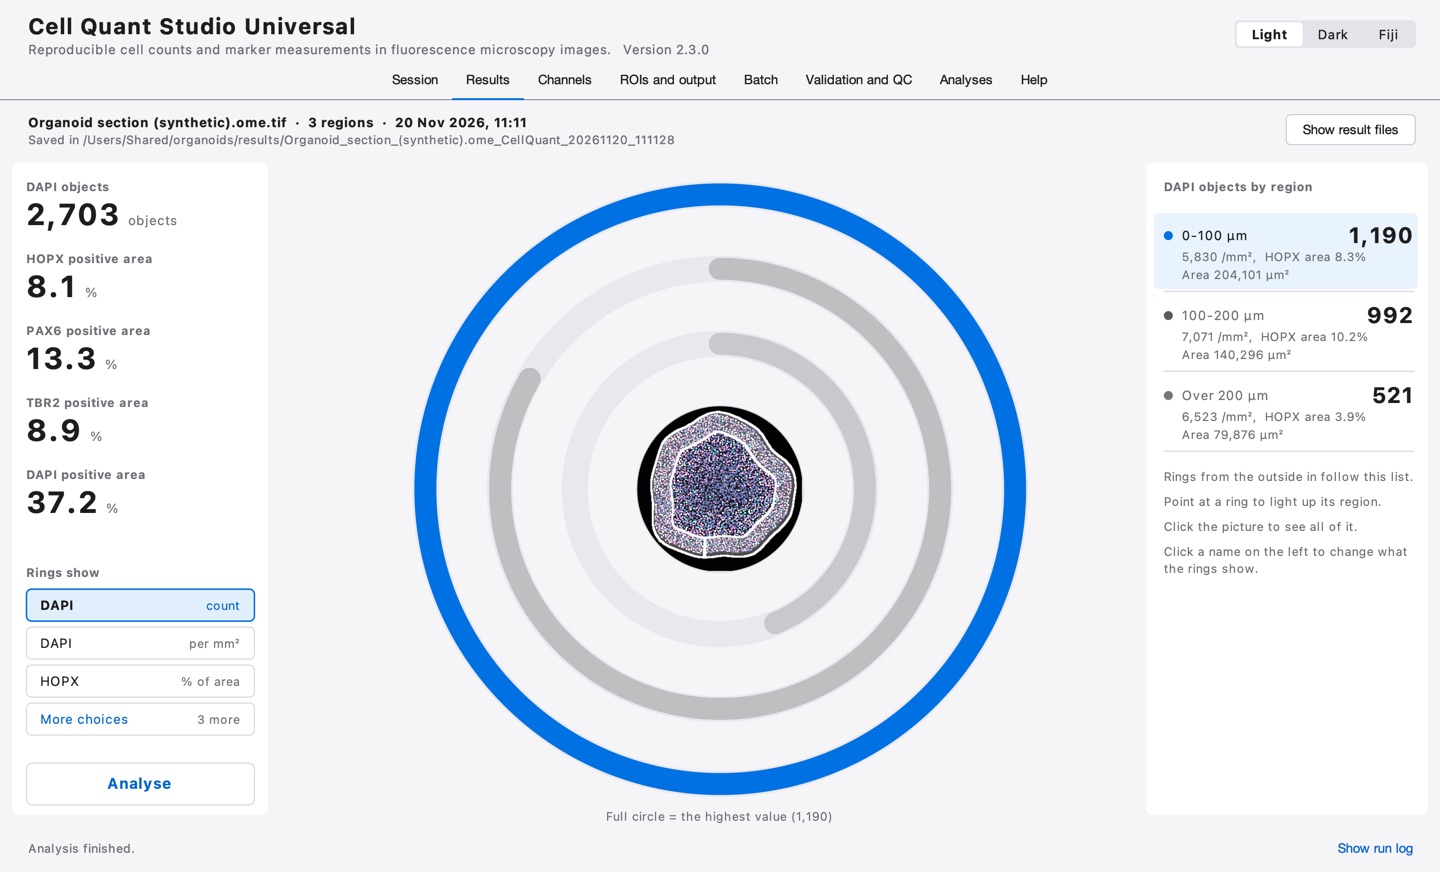 Cell Quant Studio Universal
Reproducible cell counts and marker measurements in fluorescence microscopy images. Version 2.3.0
Light Dark Fiji
Session Results Channels ROIs and output Batch Validation and QC Analyses Help
Organoid section (synthetic).ome.tif · 3 regions · 20 Nov 2026, 11:11
Saved in /Users/Shared/organoids/results/Organoid_section_(synthetic).ome_CellQuant_20261120_111128
Show result files
DAPI objects
2,703 objects
HOPX positive area
8.1 %
PAX6 positive area
13.3 %
TBR2 positive area
8.9 %
DAPI positive area
37.2 %
Rings show
DAPI count
DAPI per mm²
HOPX % of area
More choices 3 more
Analyse
Full circle = the highest value (1,190)
DAPI objects by region
0-100 µm 1,190
5,830 /mm², HOPX area 8.3%
Area 204,101 µm²
100-200 µm 992
7,071 /mm², HOPX area 10.2%
Area 140,296 µm²
Over 200 µm 521
6,523 /mm², HOPX area 3.9%
Area 79,876 µm²
Rings from the outside in follow this list.
Point at a ring to light up its region.
Click the picture to see all of it.
Click a name on the left to change what
the rings show.
Analysis finished.
Show run log